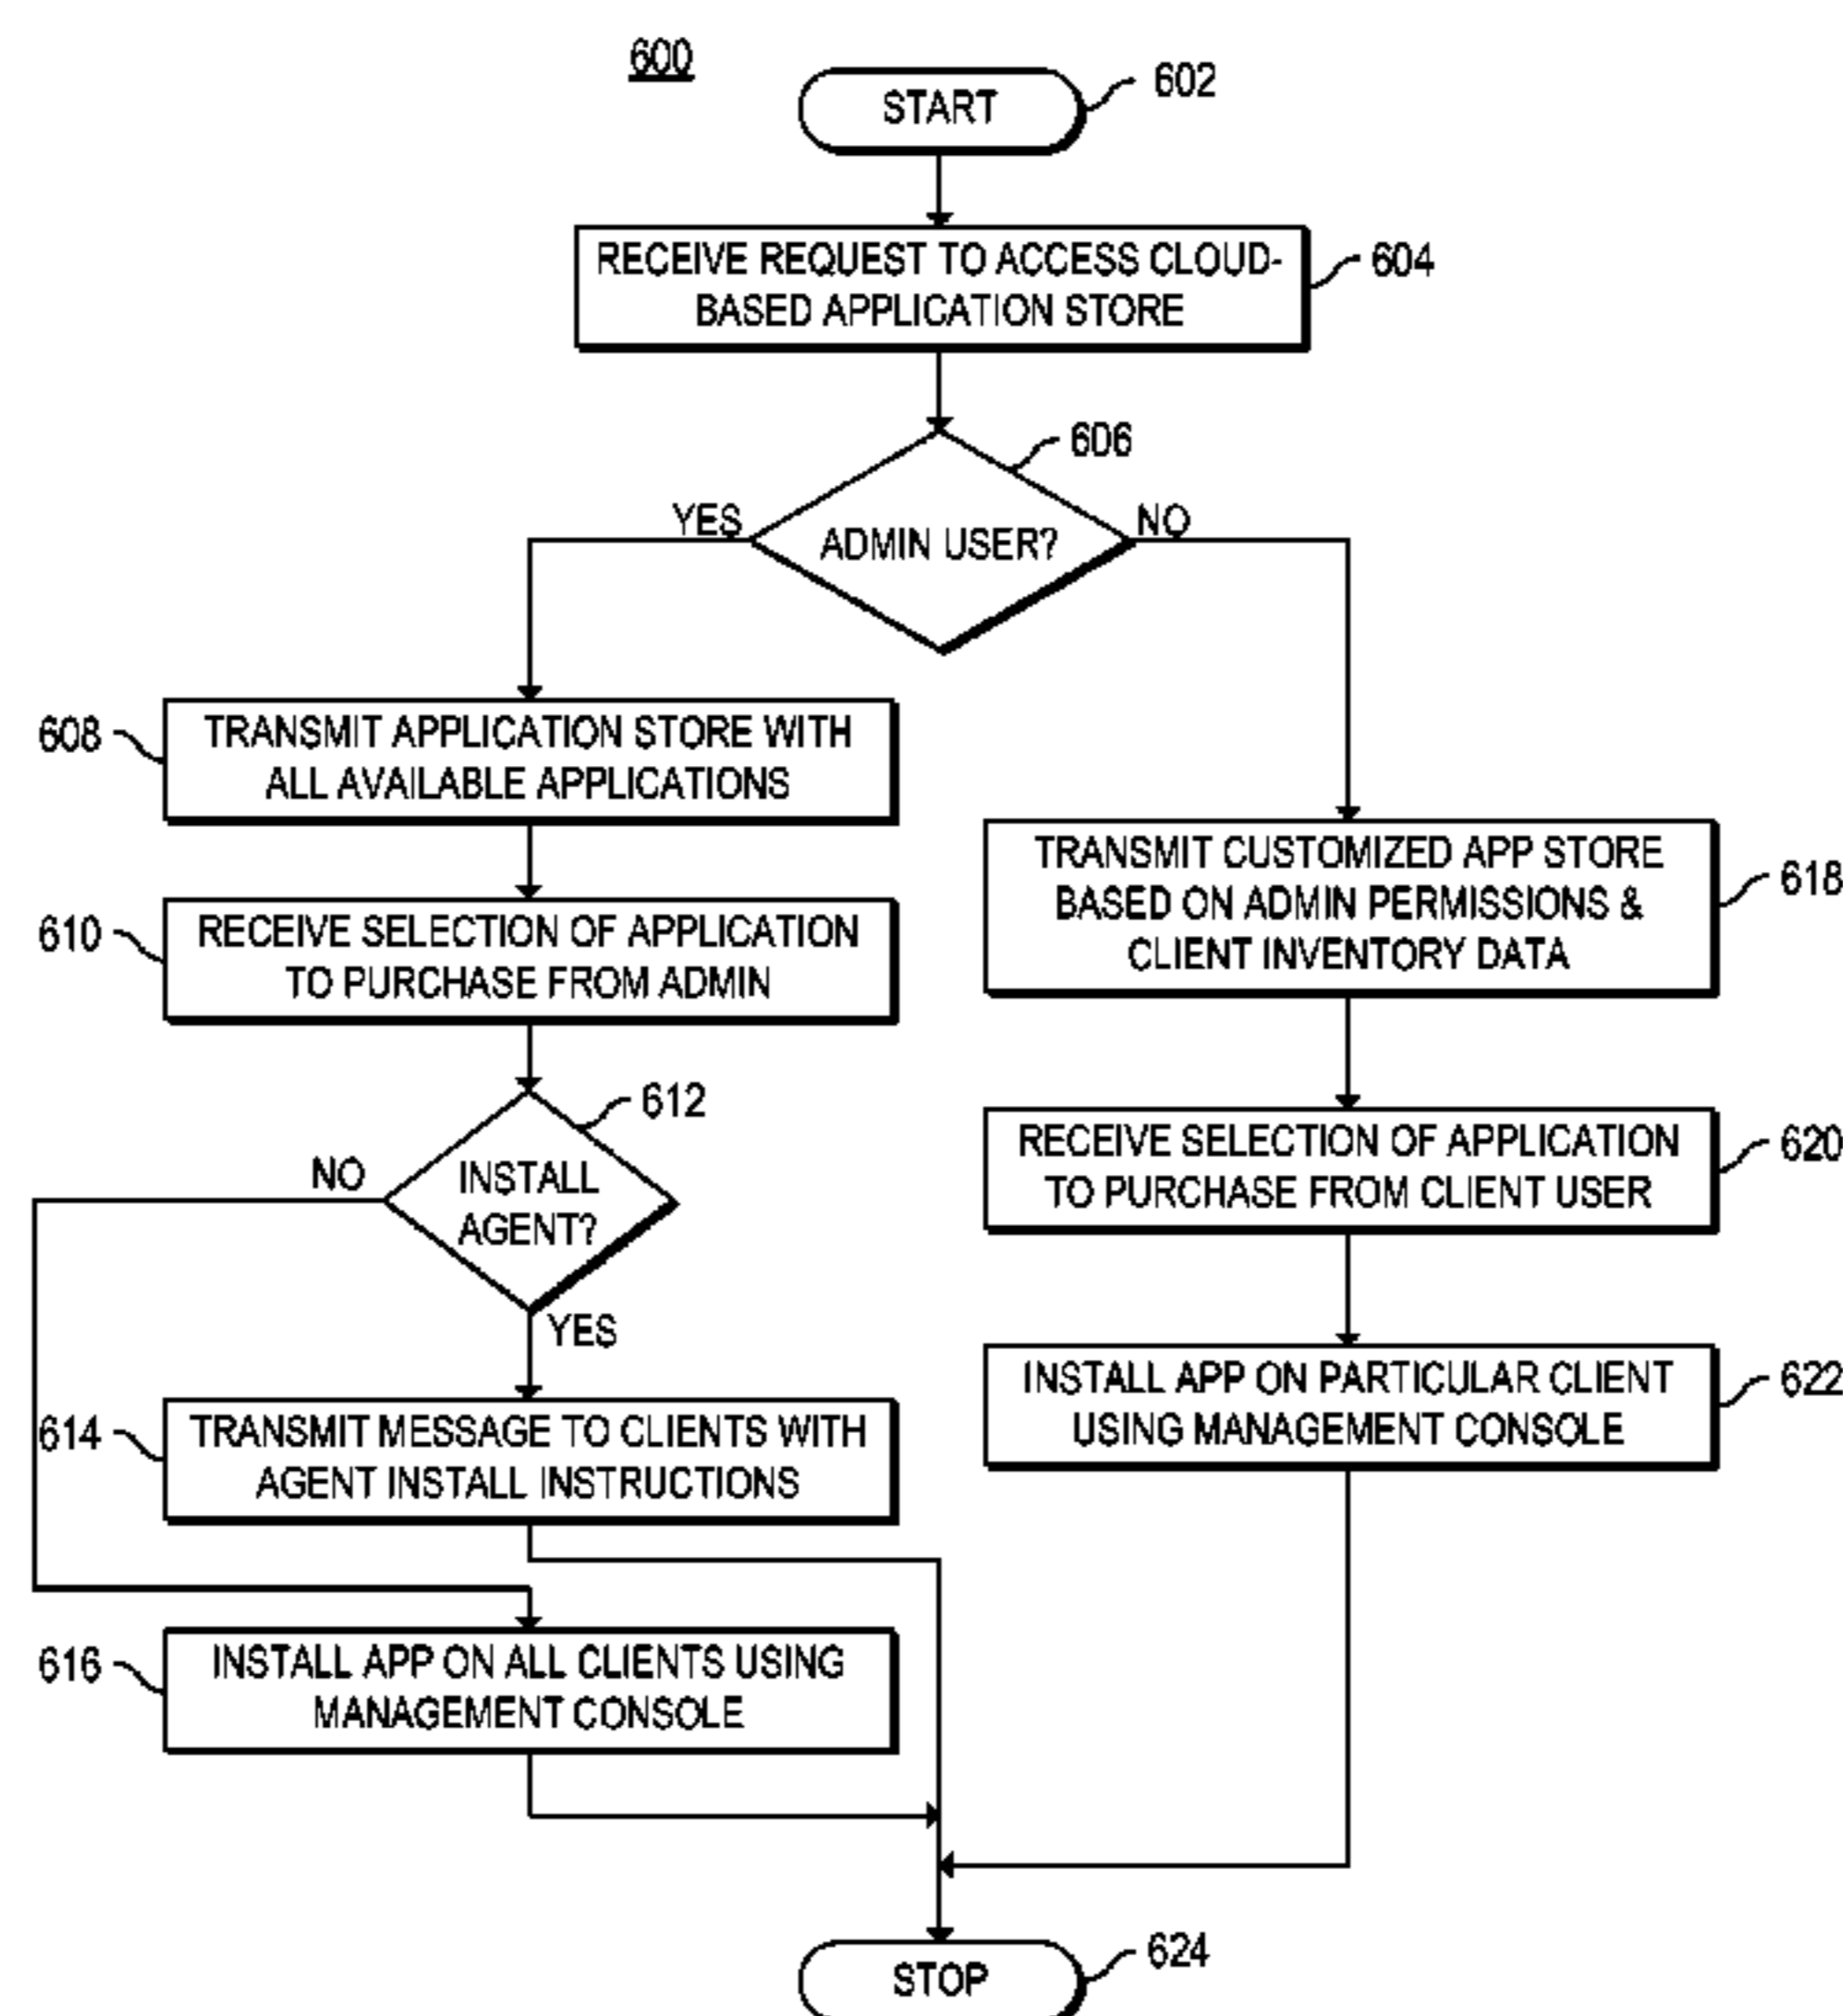 600
START
602
RECEIVE REQUEST TO ACCESS CLOUD-
BASED APPLICATION STORE
604
606
YES
ADMIN USER?
NO
608
TRANSMIT APPLICATION STORE WITH
ALL AVAILABLE APPLICATIONS
610
RECEIVE SELECTION OF APPLICATION
TO PURCHASE FROM ADMIN
612
NO
INSTALL
AGENT?
YES
614
TRANSMIT MESSAGE TO CLIENTS WITH
AGENT INSTALL INSTRUCTIONS
616
INSTALL APP ON ALL CLIENTS USING
MANAGEMENT CONSOLE
TRANSMIT CUSTOMIZED APP STORE
BASED ON ADMIN PERMISSIONS &
CLIENT INVENTORY DATA
618
RECEIVE SELECTION OF APPLICATION
TO PURCHASE FROM CLIENT USER
620
INSTALL APP ON PARTICULAR CLIENT
USING MANAGEMENT CONSOLE
622
STOP
624